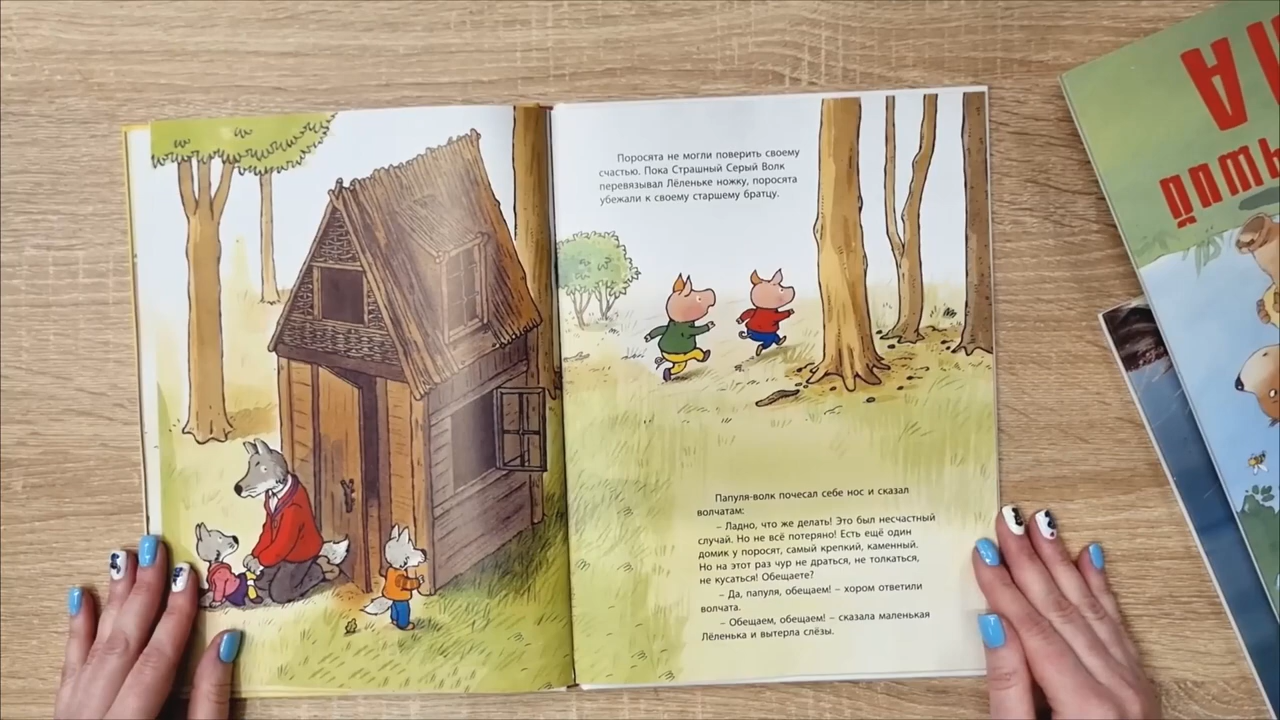 Поросята не могли поверить своему
счастью. Пока Страшный Серый Волк
перевязывал Лёленьке ножку, поросята
убежали к своему старшему братцу.
Папуля-волк почесал себе нос и сказал
волчатам:
– Ладно, что же делать! Это был несчастный
случай. Но не всё потеряно! Есть ещё один
домик у поросят, самый крепкий, каменный.
Но на этот раз чур не драться, не толкаться,
не кусаться! Обещаете?
– Да, папуля, обещаем! – хором ответили
волчата.
– Обещаем, обещаем! – сказала маленькая
Лёленька и вытерла слёзы.